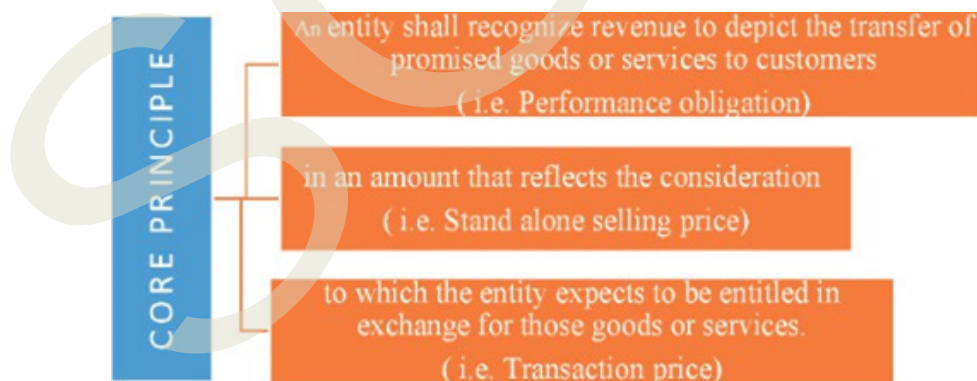 CORE PRINCIPLE
An entity shall recognize revenue to depict the transfer of
promised goods or services to customers
( i.e. Performance obligation)
in an amount that reflects the consideration
( i.e. Stand alone selling price)
to which the entity expects to be entitled in
exchange for those goods or services.
( i.e. Transaction price)